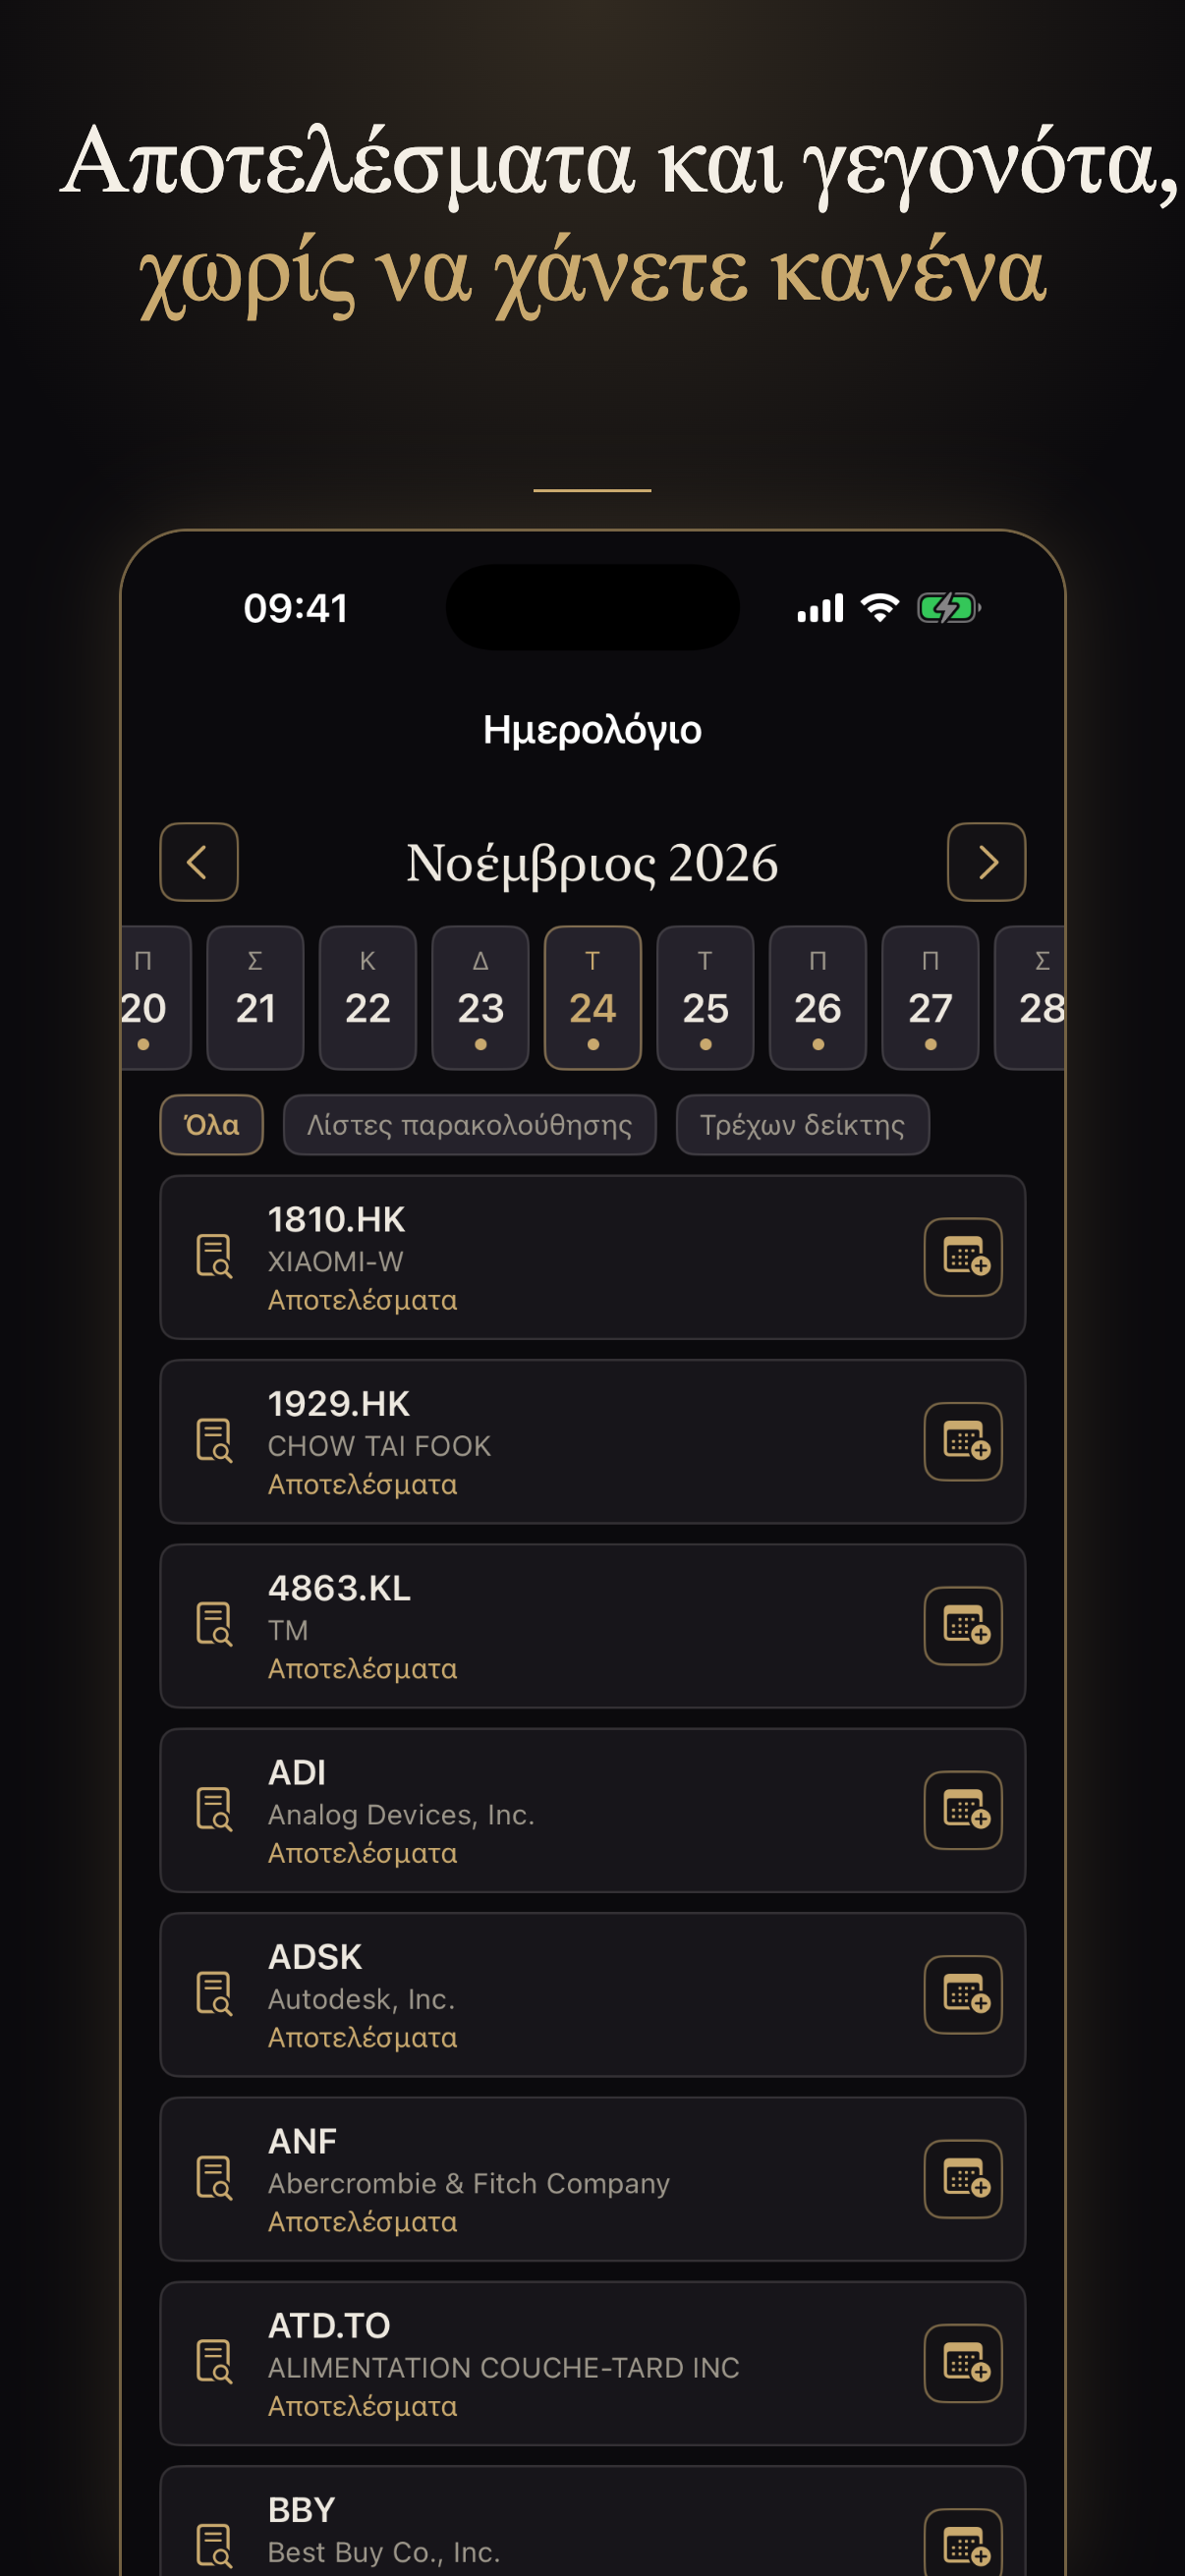 Αποτελέσματα και γεγονότα,
χωρίς να χάνετε κανένα
09:41
Ημερολόγιο
Νοέμβριος 2026
Π Σ Κ Δ Τ Τ Π Π Σ
20 21 22 23 24 25 26 27 28
Όλα Λίστες παρακολούθησης Τρέχων δείκτης
1810.HK
XIAOMI-W
Αποτελέσματα
1929.HK
CHOW TAI FOOK
Αποτελέσματα
4863.KL
TM
Αποτελέσματα
ADI
Analog Devices, Inc.
Αποτελέσματα
ADSK
Autodesk, Inc.
Αποτελέσματα
ANF
Abercrombie & Fitch Company
Αποτελέσματα
ATD.TO
ALIMENTATION COUCHE-TARD INC
Αποτελέσματα
BBY
Best Buy Co., Inc.